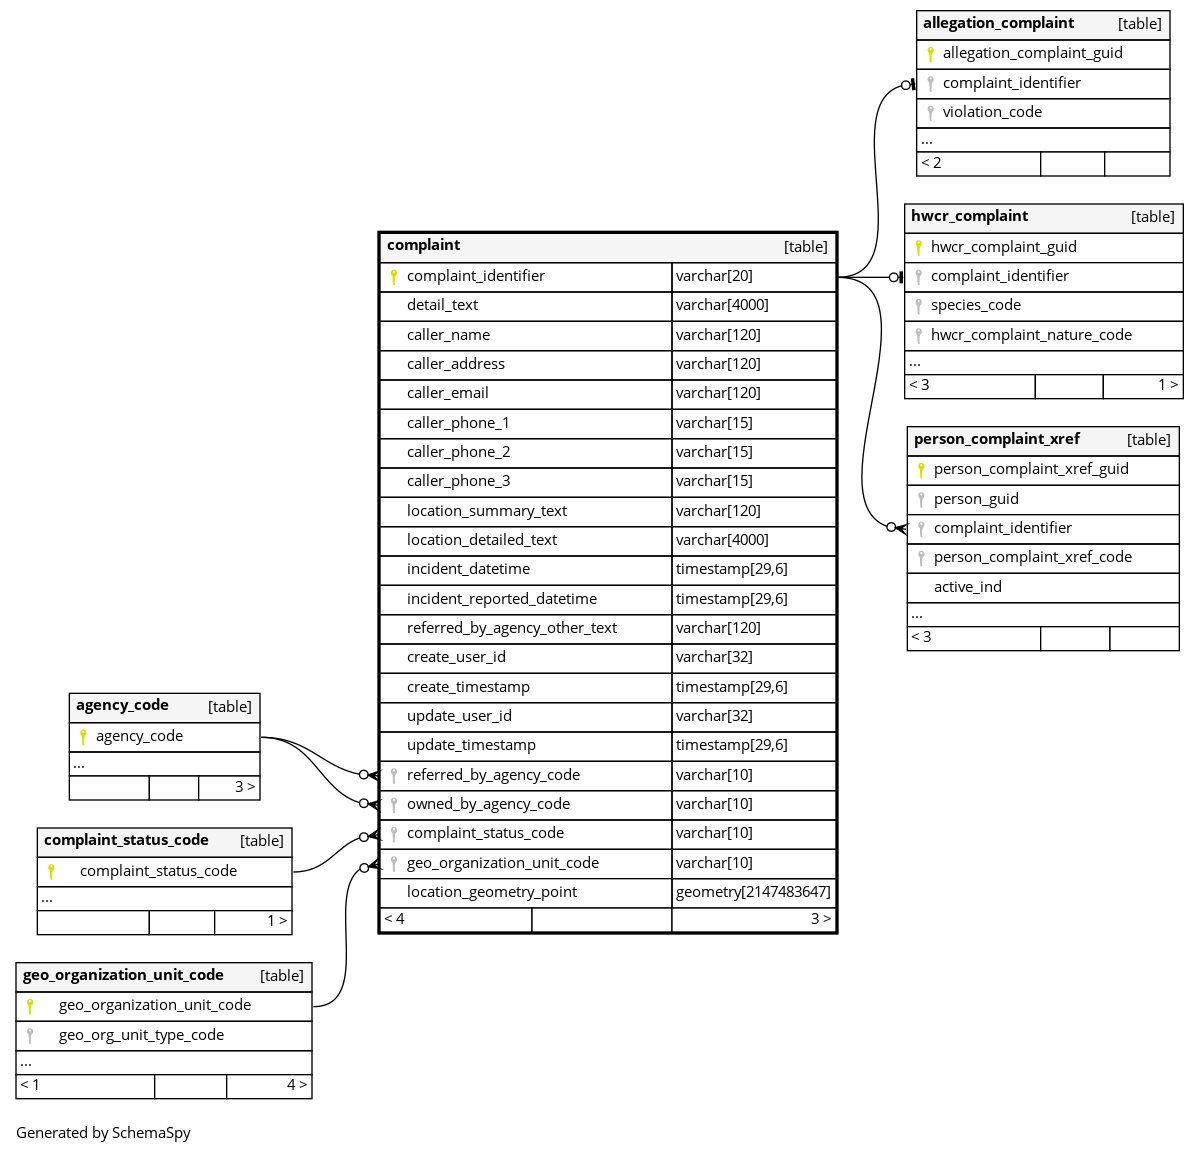 allegation_complaint [table]
allegation_complaint_guid
complaint_identifier
violation_code
...
< 2
hwcr_complaint [table]
hwcr_complaint_guid
complaint_identifier
species_code
hwcr_complaint_nature_code
...
< 3 1 >
person_complaint_xref [table]
person_complaint_xref_guid
person_guid
complaint_identifier
person_complaint_xref_code
active_ind
...
< 3
complaint [table]
complaint_identifier varchar[20]
detail_text varchar[4000]
caller_name varchar[120]
caller_address varchar[120]
caller_email varchar[120]
caller_phone_1 varchar[15]
caller_phone_2 varchar[15]
caller_phone_3 varchar[15]
location_summary_text varchar[120]
location_detailed_text varchar[4000]
incident_datetime timestamp[29,6]
incident_reported_datetime timestamp[29,6]
referred_by_agency_other_text varchar[120]
create_user_id varchar[32]
create_timestamp timestamp[29,6]
update_user_id varchar[32]
update_timestamp timestamp[29,6]
referred_by_agency_code varchar[10]
owned_by_agency_code varchar[10]
complaint_status_code varchar[10]
geo_organization_unit_code varchar[10]
location_geometry_point geometry[2147483647]
< 4 3 >
agency_code [table]
agency_code
...
3 >
complaint_status_code [table]
complaint_status_code
...
1 >
geo_organization_unit_code [table]
geo_organization_unit_code
geo_org_unit_type_code
...
< 1 4 >
Generated by SchemaSpy